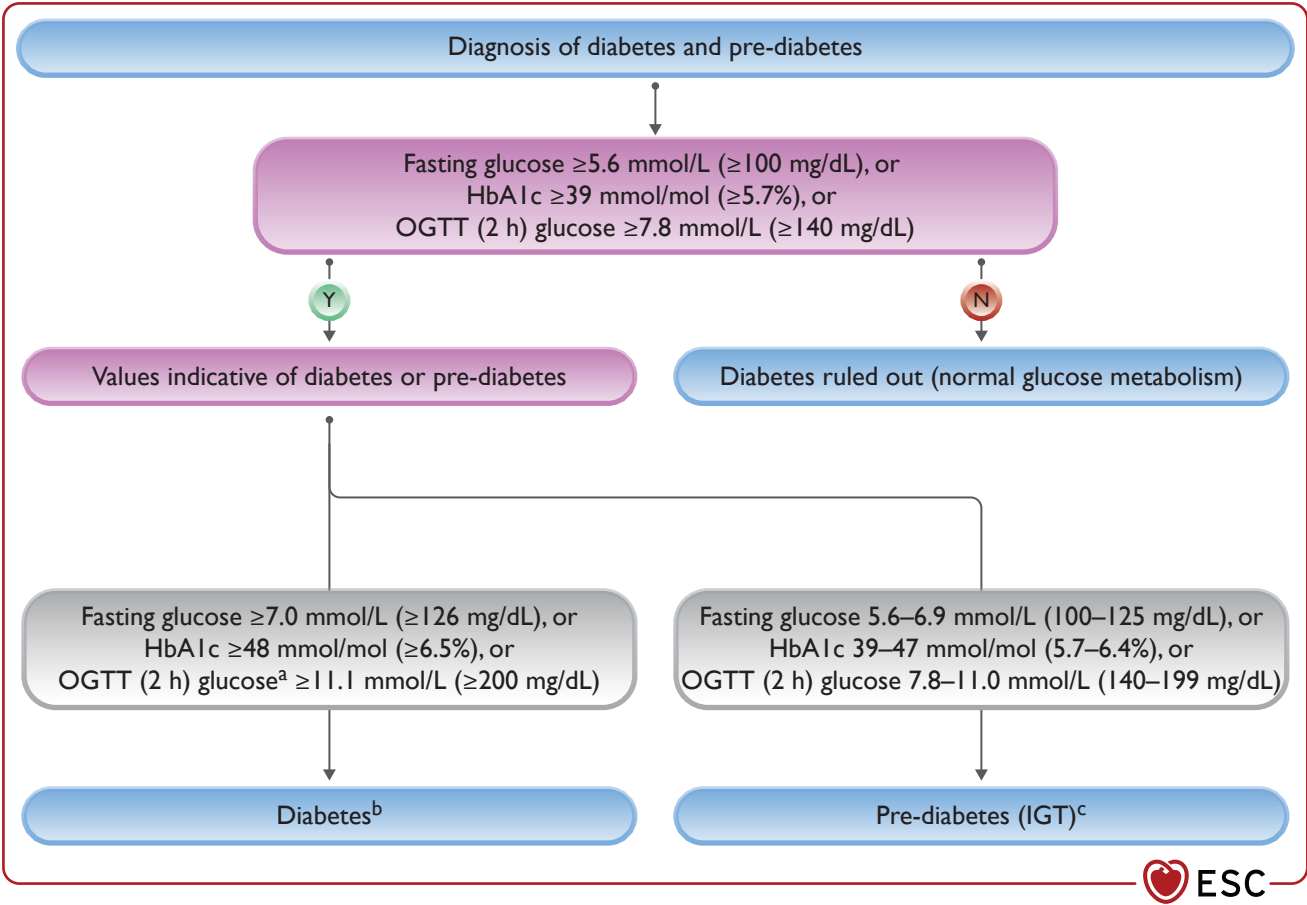 Diagnosis of diabetes and pre-diabetes
Fasting glucose ≥5.6 mmol/L (≥100 mg/dL), or
HbA1c ≥39 mmol/mol (≥5.7%), or
OGTT (2 h) glucose ≥7.8 mmol/L (≥140 mg/dL)
Y
N
Values indicative of diabetes or pre-diabetes
Diabetes ruled out (normal glucose metabolism)
Fasting glucose ≥7.0 mmol/L (≥126 mg/dL), or
HbA1c ≥48 mmol/mol (≥6.5%), or
OGTT (2 h) glucoseᵃ ≥11.1 mmol/L (≥200 mg/dL)
Fasting glucose 5.6–6.9 mmol/L (100–125 mg/dL), or
HbA1c 39–47 mmol/mol (5.7–6.4%), or
OGTT (2 h) glucose 7.8–11.0 mmol/L (140–199 mg/dL)
Diabetesᵇ
Pre-diabetes (IGT)ᶜ
ESC